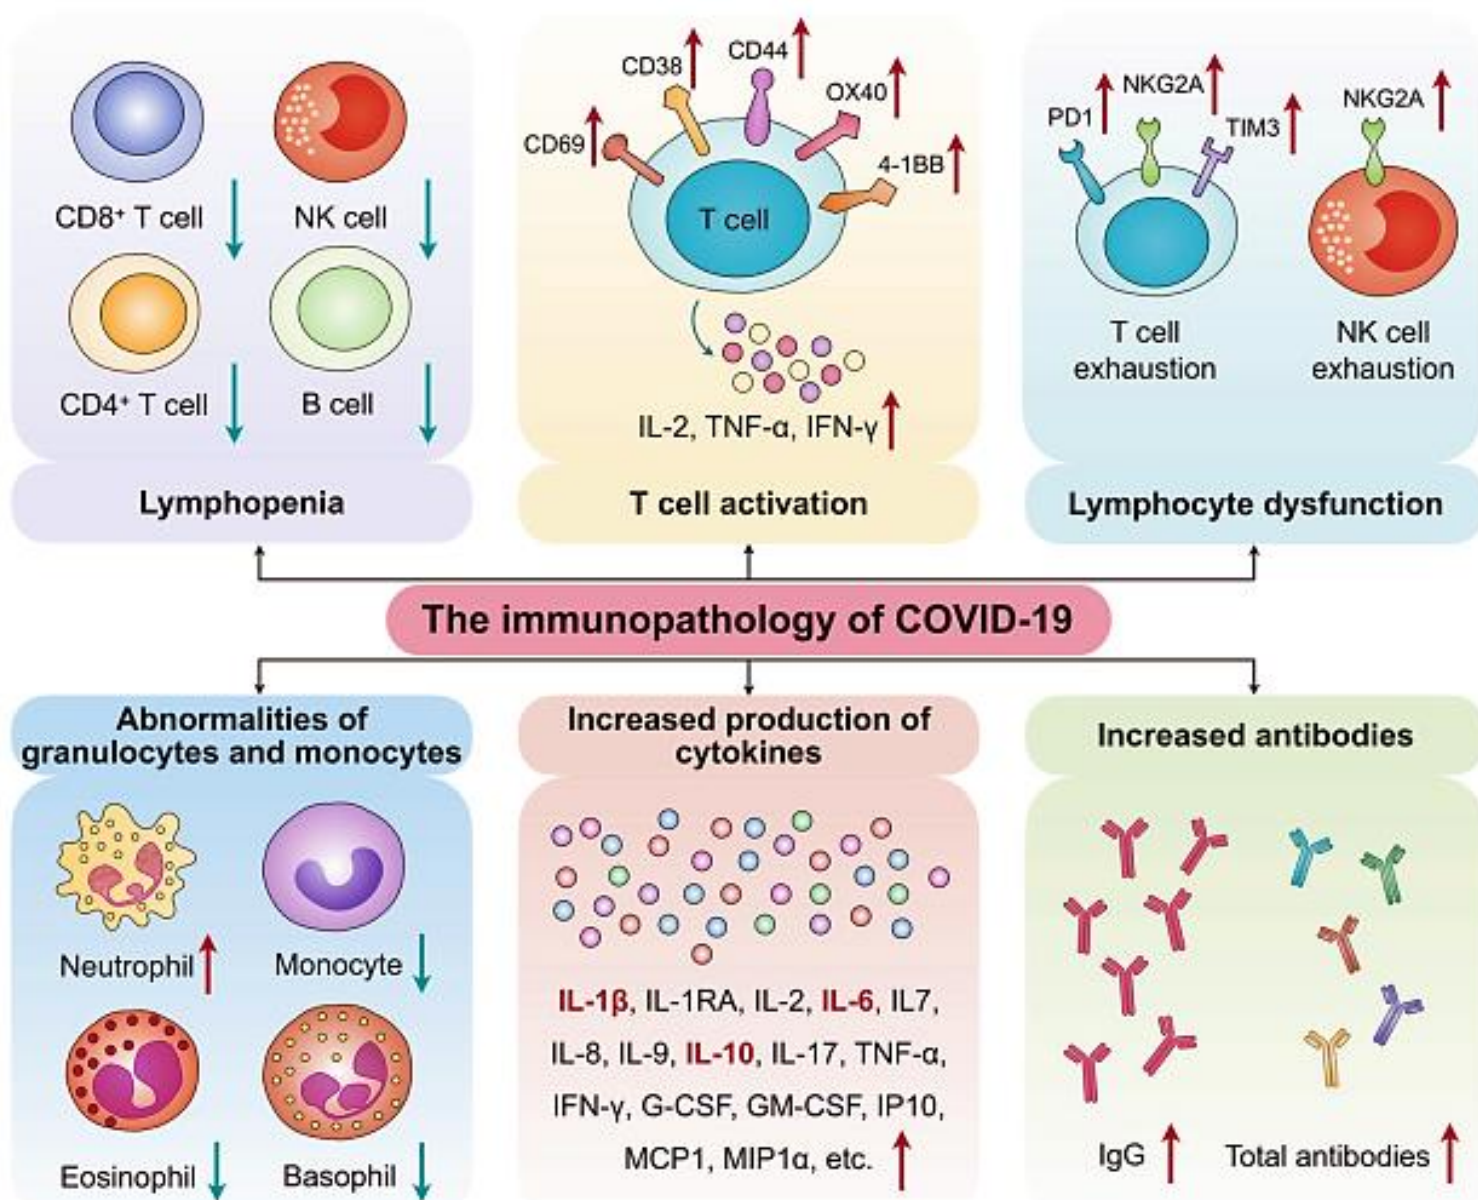 CD8⁺ T cell
NK cell
CD4⁺ T cell
B cell
Lymphopenia
CD69
CD38
CD44
OX40
4-1BB
T cell
IL-2, TNF-α, IFN-γ
T cell activation
PD1
NKG2A
TIM3
NKG2A
T cell
exhaustion
NK cell
exhaustion
Lymphocyte dysfunction
The immunopathology of COVID-19
Abnormalities of
granulocytes and monocytes
Neutrophil
Monocyte
Eosinophil
Basophil
Increased production of
cytokines
IL-1β, IL-1RA, IL-2, IL-6, IL7,
IL-8, IL-9, IL-10, IL-17, TNF-α,
IFN-γ, G-CSF, GM-CSF, IP10,
MCP1, MIP1α, etc.
Increased antibodies
IgG
Total antibodies